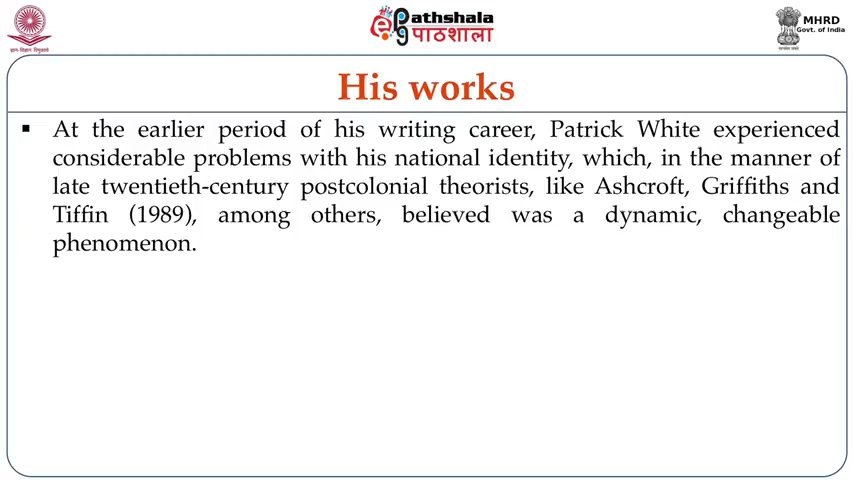 Pathshala
पाठशाला
MHRD
Govt. of India
His works
▪ At the earlier period of his writing career, Patrick White experienced
considerable problems with his national identity, which, in the manner of
late twentieth-century postcolonial theorists, like Ashcroft, Griffiths and
Tiffin (1989), among others, believed was a dynamic, changeable
phenomenon.